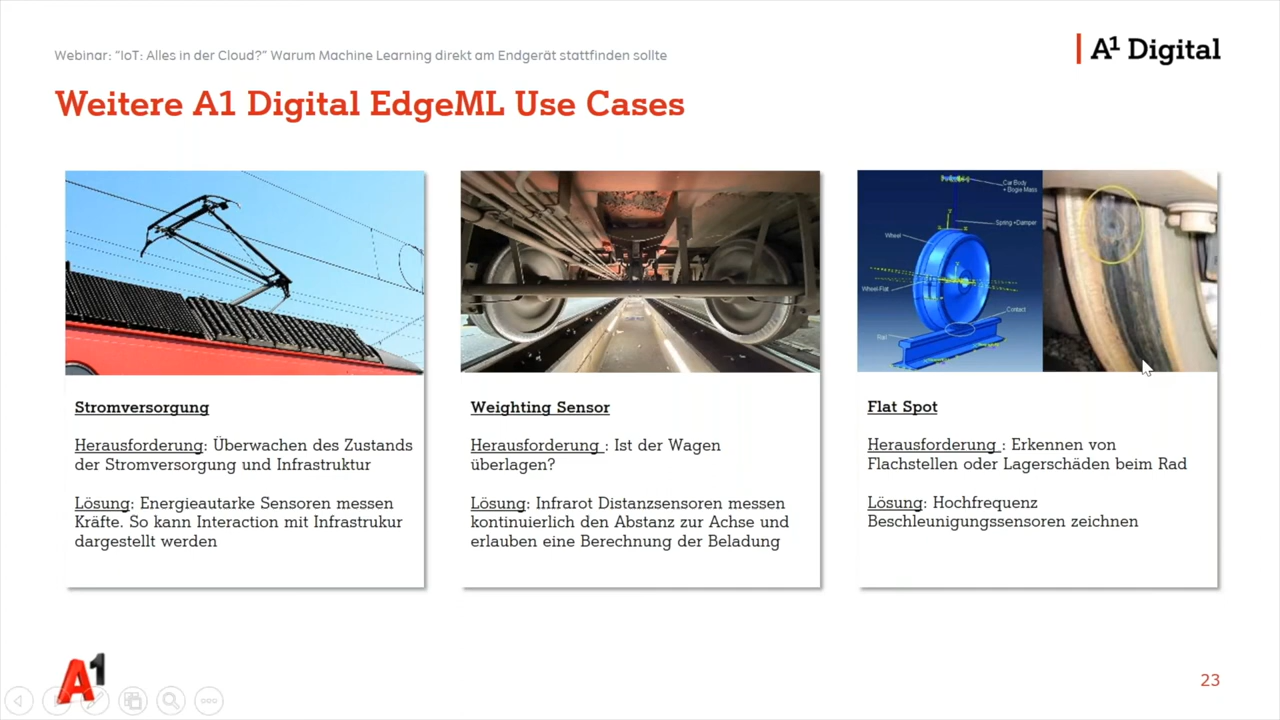 Webinar: "IoT: Alles in der Cloud?" Warum Machine Learning direkt am Endgerät stattfinden sollte
A1 Digital
Weitere A1 Digital EdgeML Use Cases
Stromversorgung
Herausforderung: Überwachen des Zustands
der Stromversorgung und Infrastruktur
Lösung: Energieautarke Sensoren messen
Kräfte. So kann Interaction mit Infrastrukur
dargestellt werden
Weighting Sensor
Herausforderung : Ist der Wagen
überlagen?
Lösung: Infrarot Distanzsensoren messen
kontinuierlich den Abstanz zur Achse und
erlauben eine Berechnung der Beladung
Car Body
+ Bogie Mass
Spring +Damper
Wheel
Wheel Flat
Contact
Rail
Flat Spot
Herausforderung : Erkennen von
Flachstellen oder Lagerschäden beim Rad
Lösung: Hochfrequenz
Beschleunigungssensoren zeichnen
A1
23